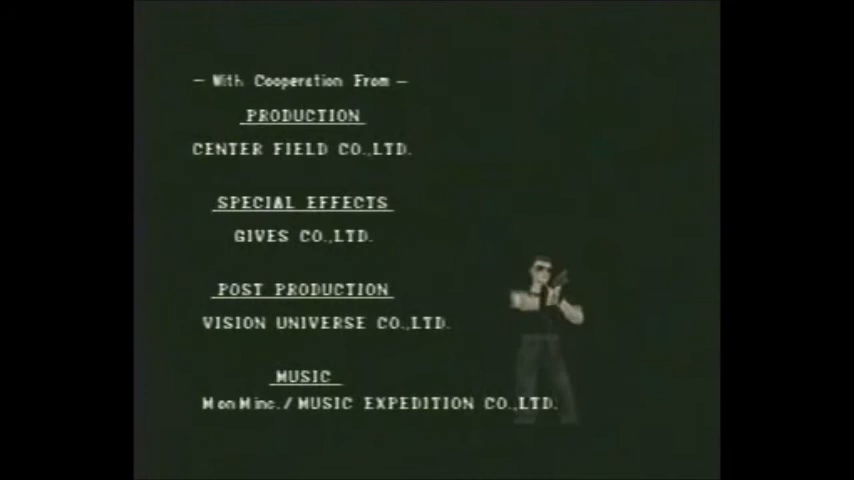 - With Cooperation From -
PRODUCTION
CENTER FIELD CO.,LTD.
SPECIAL EFFECTS
GIVES CO.,LTD.
POST PRODUCTION
VISION UNIVERSE CO.,LTD.
MUSIC
MonMinc./MUSIC EXPEDITION CO.,LTD.